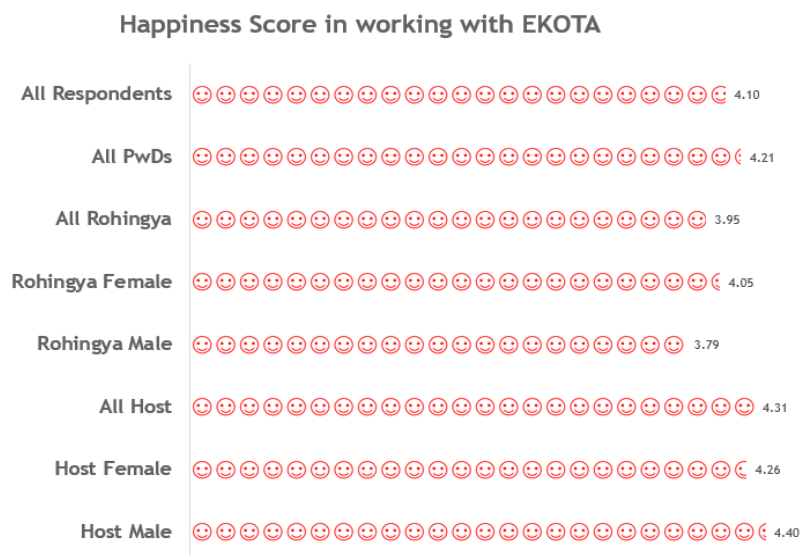 Happiness Score in working with EKOTA
All Respondents 4.10
All PwDs 4.21
All Rohingya 3.95
Rohingya Female 4.05
Rohingya Male 3.79
All Host 4.31
Host Female 4.26
Host Male 4.40